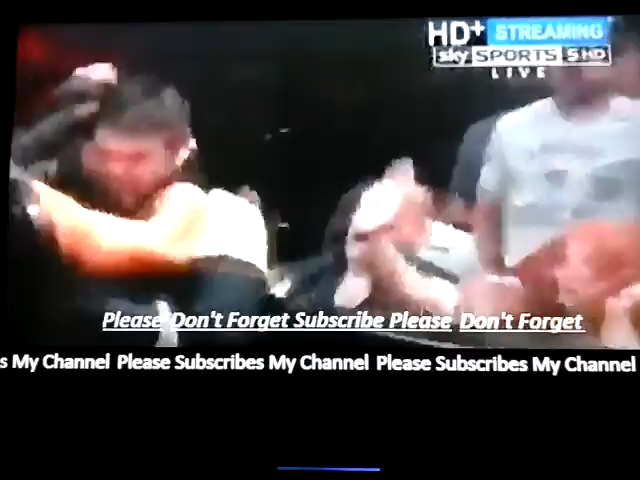 HD+ STREAMING
sky SPORTS 5 HD
LIVE
Please Don't Forget Subscribe Please Don't Forget
s My Channel Please Subscribes My Channel Please Subscribes My Channel